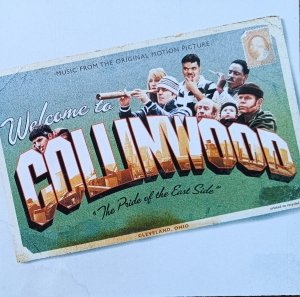 MUSIC FROM THE ORIGINAL MOTION PICTURE
Welcome to
COLLINWOOD
"The Pride of the East Side"
CLEVELAND, OHIO